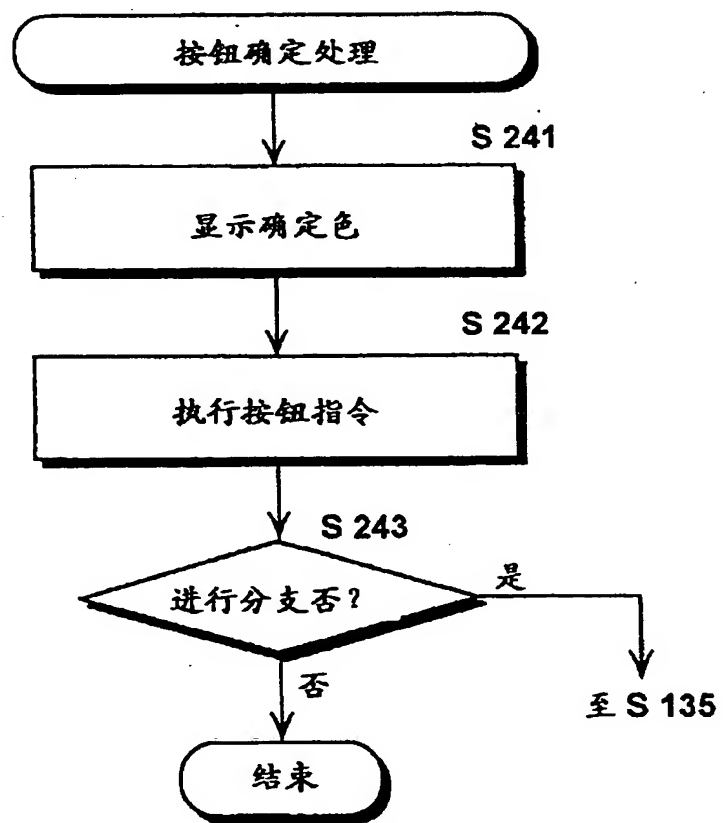 按钮确定处理
S 241
显示确定色
S 242
执行按钮指令
S 243
进行分支否？
是
否
至 S 135
结束